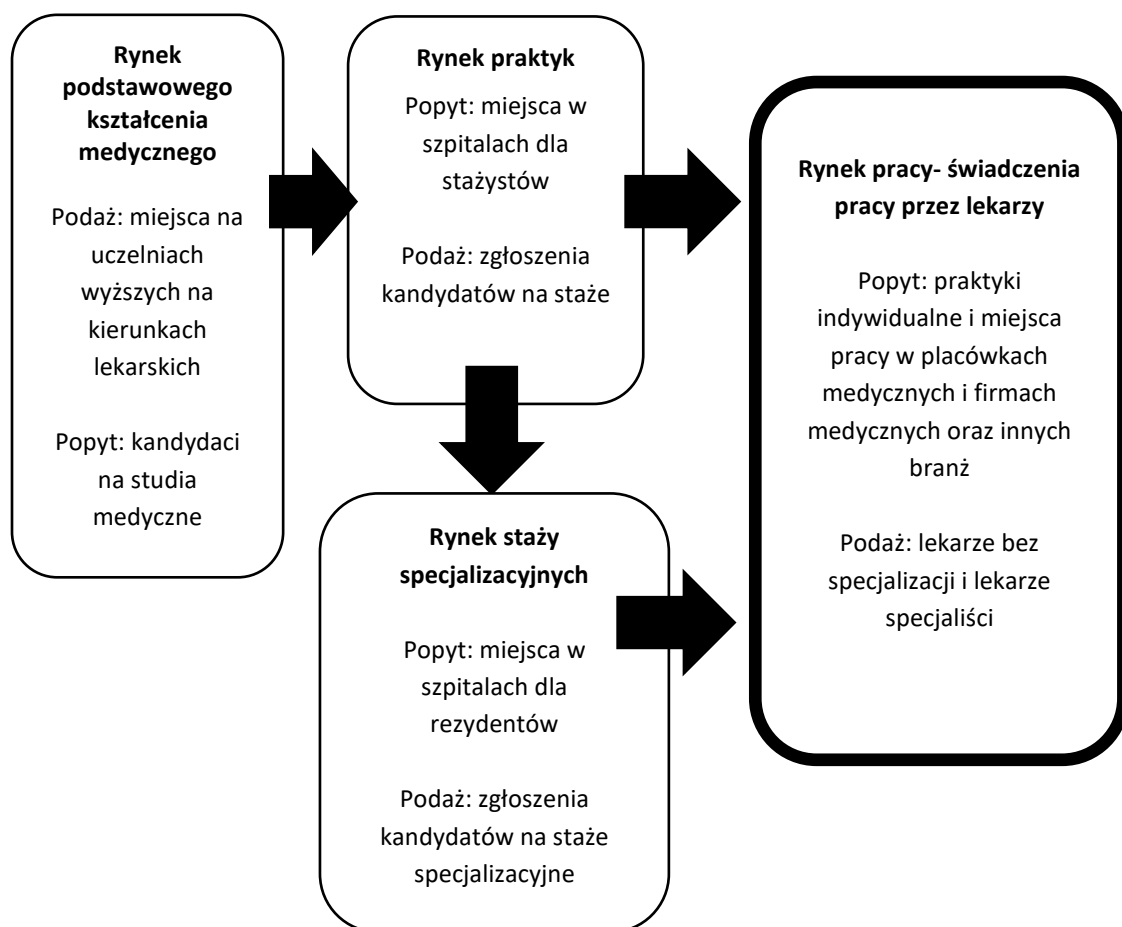 Rynek
podstawowego
kształcenia
medycznego
Podaż: miejsca na
uczelniach
wyższych na
kierunkach
lekarskich
Popyt: kandydaci
na studia
medyczne
Rynek praktyk
Popyt: miejsca w
szpitalach dla
stażystów
Podaż: zgłoszenia
kandydatów na staże
Rynek staży
specjalizacyjnych
Popyt: miejsca w
szpitalach dla
rezydentów
Podaż: zgłoszenia
kandydatów na staże
specjalizacyjne
Rynek pracy- świadczenia
pracy przez lekarzy
Popyt: praktyki
indywidualne i miejsca
pracy w placówkach
medycznych i firmach
medycznych oraz innych
branż
Podaż: lekarze bez
specjalizacji i lekarze
specjaliści